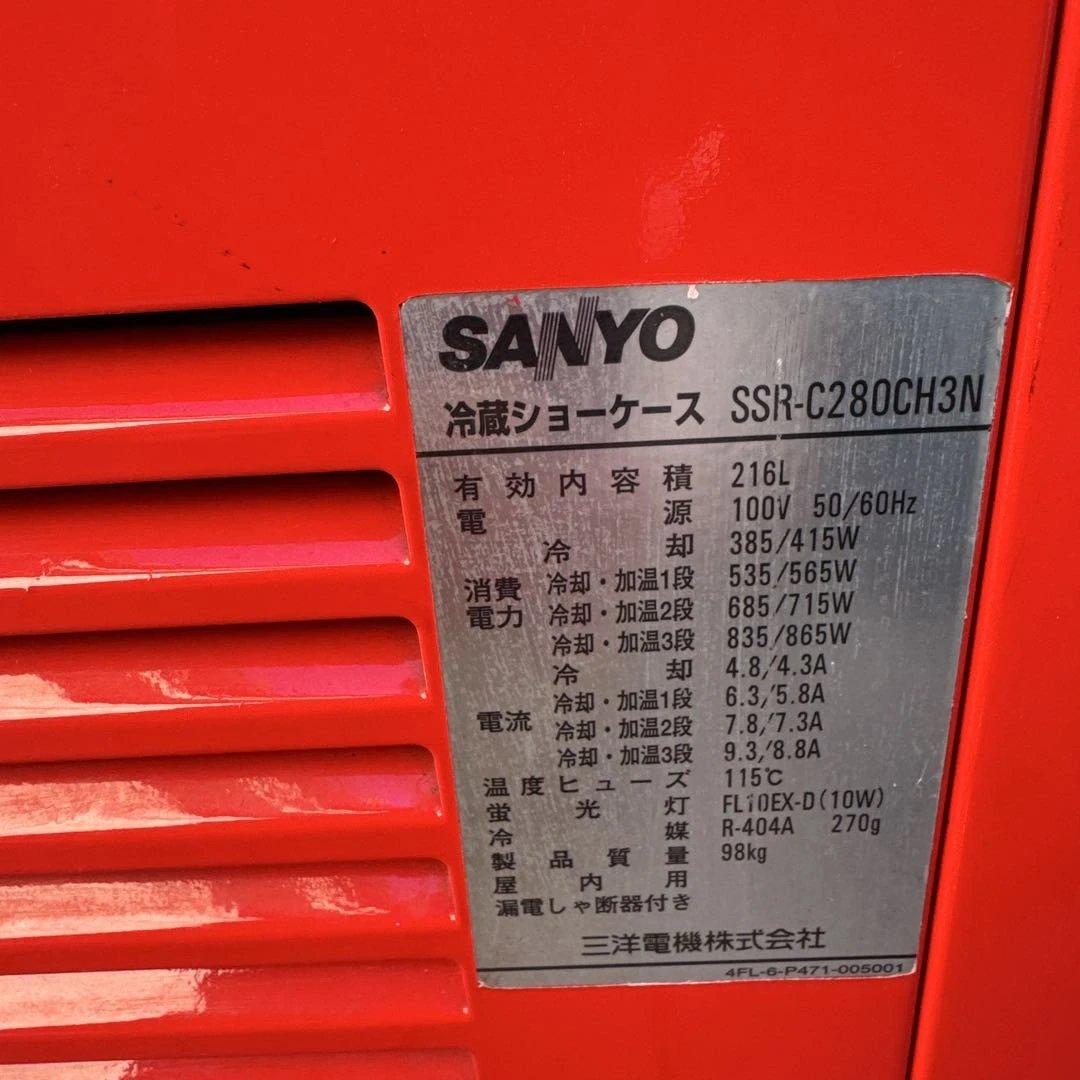 SANYO
冷蔵ショーケース SSR-C280CH3N
有効内容積 216L
電源 100V 50/60Hz
消費電力 冷却 385/415W
冷却・加温1段 535/565W
冷却・加温2段 685/715W
冷却・加温3段 835/865W
電流 冷却 4.8/4.3A
冷却・加温1段 6.3/5.8A
冷却・加温2段 7.8/7.3A
冷却・加温3段 9.3/8.8A
温度ヒューズ 115℃
蛍光灯 FL10EX-D(10W)
冷媒 R-404A 270g
製品質量 98kg
屋内用
漏電しゃ断器付き
三洋電機株式会社
4FL-6-P471-005001